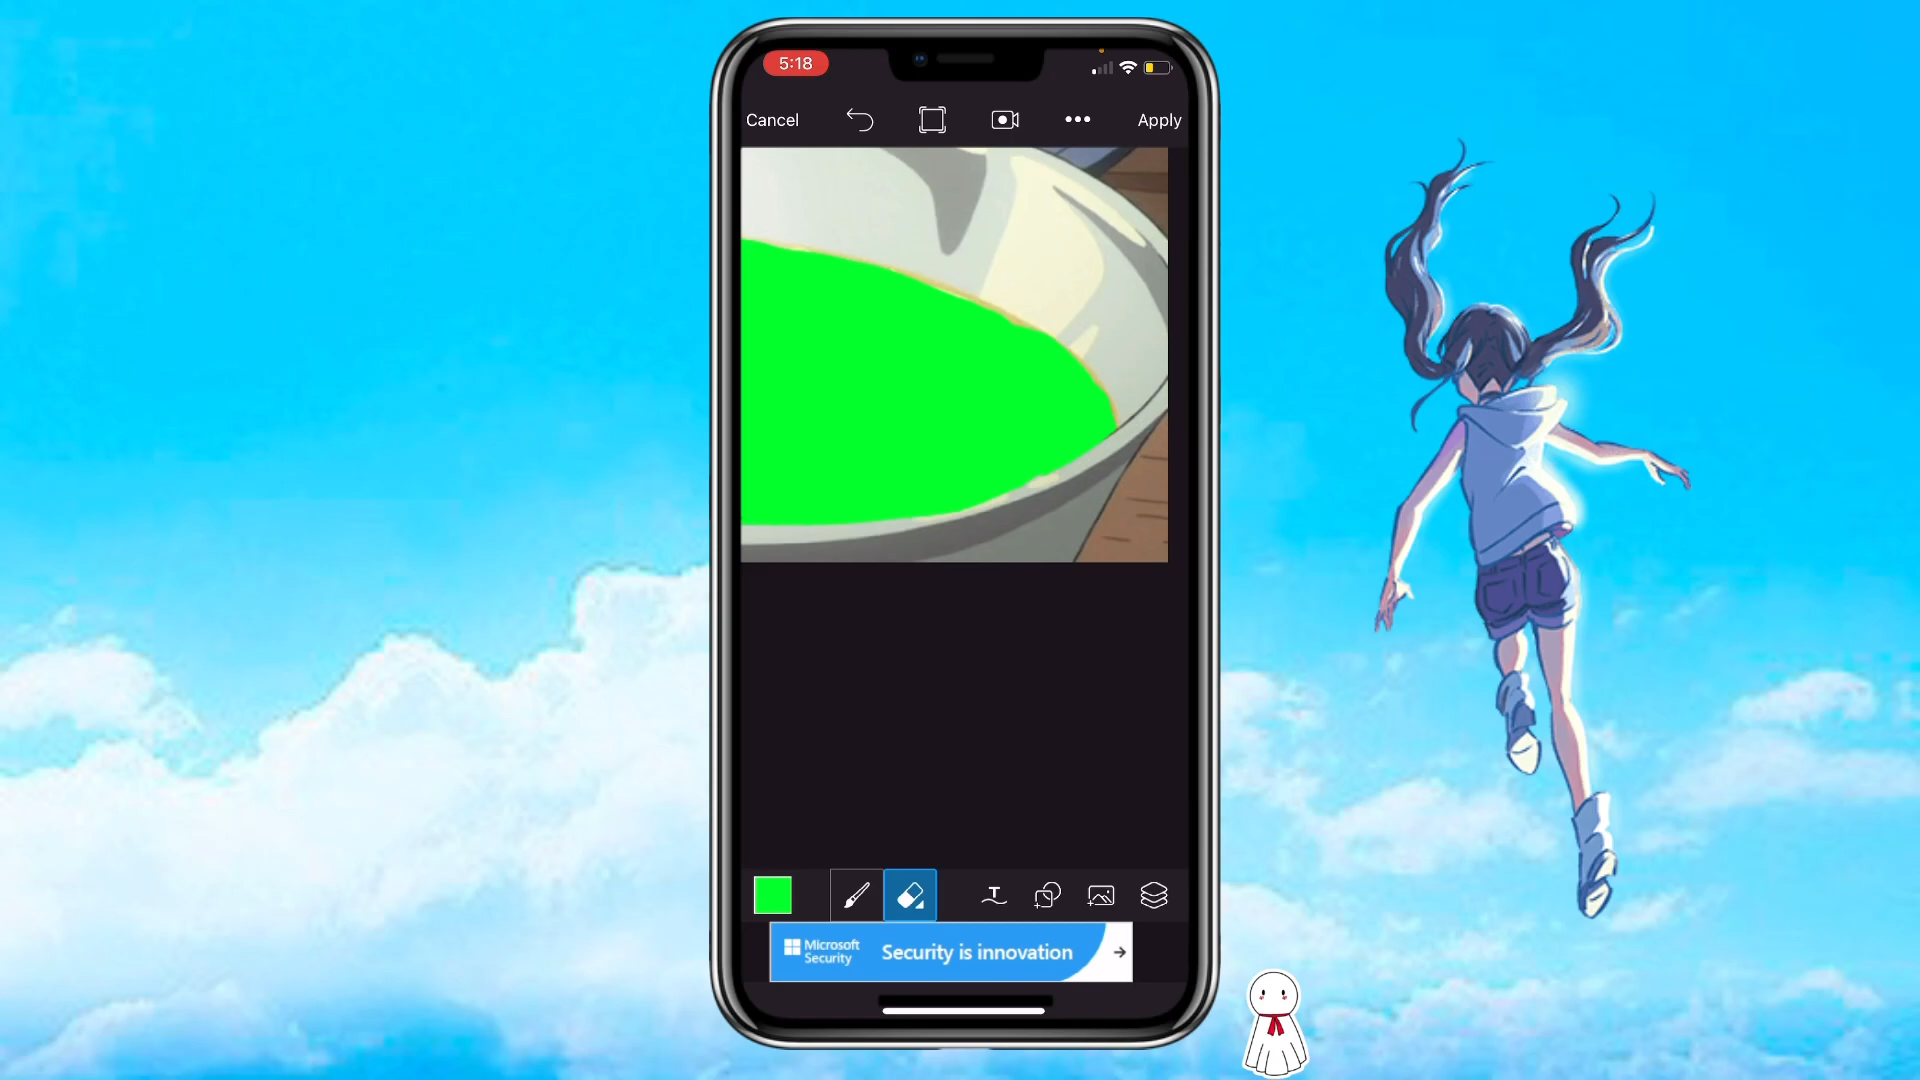 5:18
Cancel
Apply
T
Microsoft
Security
Security is innovation